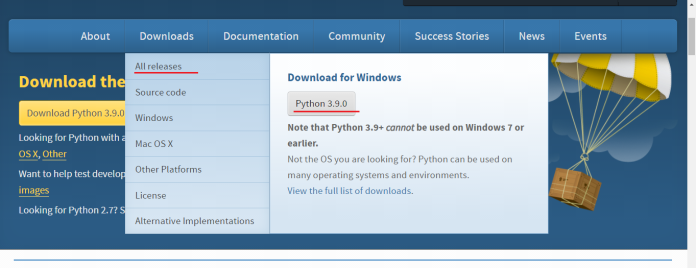 About Downloads Documentation Community Success Stories News Events
Download the
Download Python 3.9.0
Looking for Python with a
OS X, Other
Want to help test develop
images
Looking for Python 2.7? S
All releases
Source code
Windows
Mac OS X
Other Platforms
License
Alternative Implementations
Download for Windows
Python 3.9.0
Note that Python 3.9+ cannot be used on Windows 7 or
earlier.
Not the OS you are looking for? Python can be used on
many operating systems and environments.
View the full list of downloads.